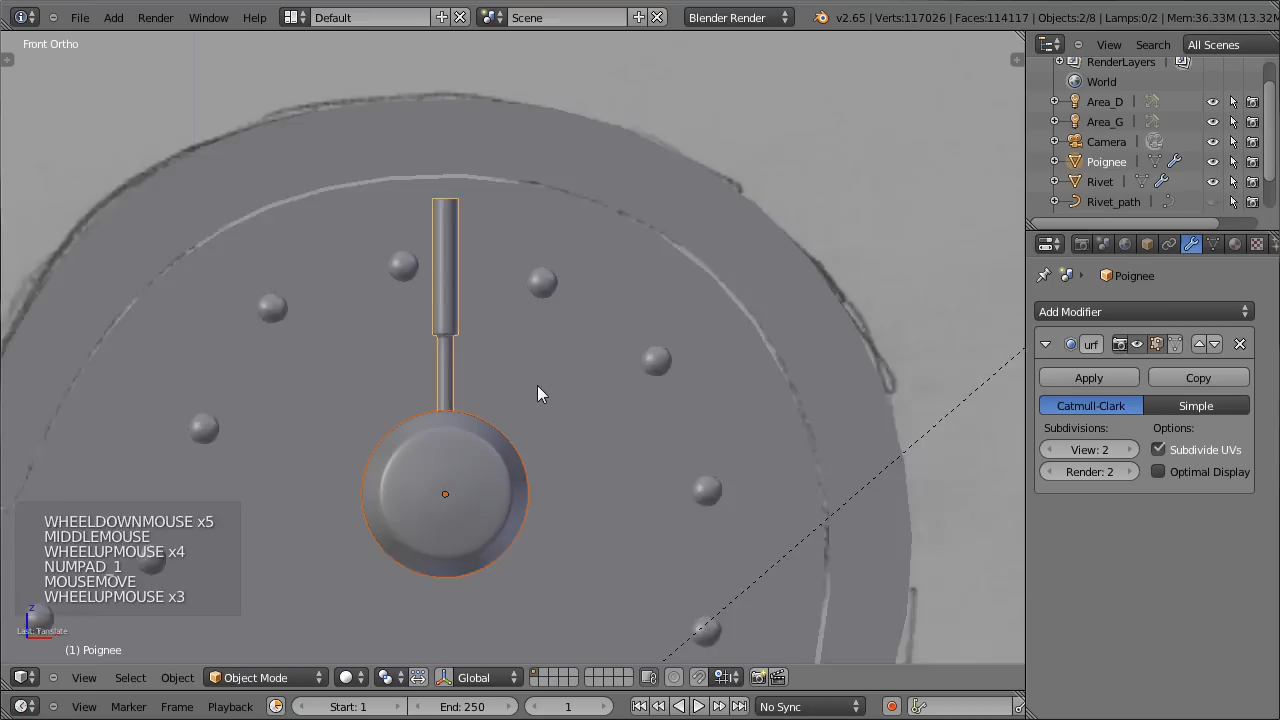 File Add Render Window Help Default Scene Blender Render v2.65 | Verts:117026 | Faces:114117 | Objects:2/8 | Lamps:0/2 | Mem:36.33M (13.32M
Front Ortho
View Search All Scenes
RenderLayers
World
Area_D
Area_G
Camera
Poignee
Rivet
Rivet_path
Poignee
Add Modifier
urf
Apply Copy
Catmull-Clark Simple
Subdivisions: Options:
View: 2 Subdivide UVs
Render: 2 Optimal Display
WHEELDOWNMOUSE x5
MIDDLEMOUSE
WHEELUPMOUSE x4
NUMPAD_1
MOUSEMOVE
WHEELUPMOUSE x3
z
Last: Translate
(1) Poignee
View Select Object Object Mode Global
View Marker Frame Playback Start: 1 End: 250 1 No Sync